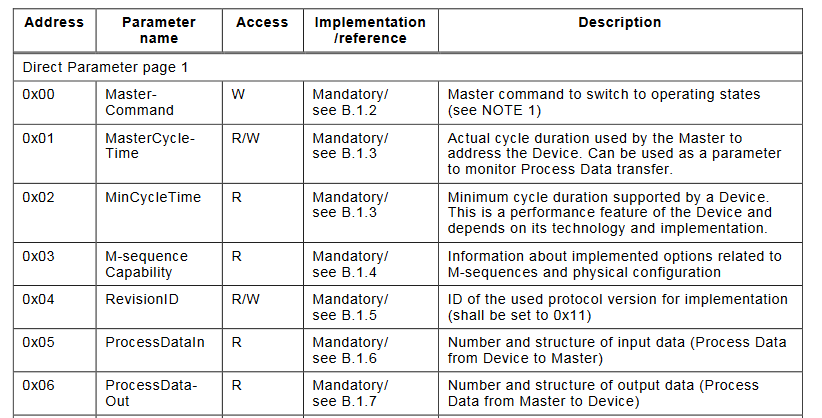 Address Parameter name Access Implementation /reference Description
Direct Parameter page 1
0x00 Master- W Mandatory/ Master command to switch to operating states
Command see B.1.2 (see NOTE 1)
0x01 MasterCycle- R/W Mandatory/ Actual cycle duration used by the Master to
Time see B.1.3 address the Device. Can be used as a parameter
to monitor Process Data transfer.
0x02 MinCycleTime R Mandatory/ Minimum cycle duration supported by a Device.
see B.1.3 This is a performance feature of the Device and
depends on its technology and implementation.
0x03 M-sequence R Mandatory/ Information about implemented options related to
Capability see B.1.4 M-sequences and physical configuration
0x04 RevisionID R/W Mandatory/ ID of the used protocol version for implementation
see B.1.5 (shall be set to 0x11)
0x05 ProcessDataIn R Mandatory/ Number and structure of input data (Process Data
see B.1.6 from Device to Master)
0x06 ProcessData- R Mandatory/ Number and structure of output data (Process
Out see B.1.7 Data from Master to Device)